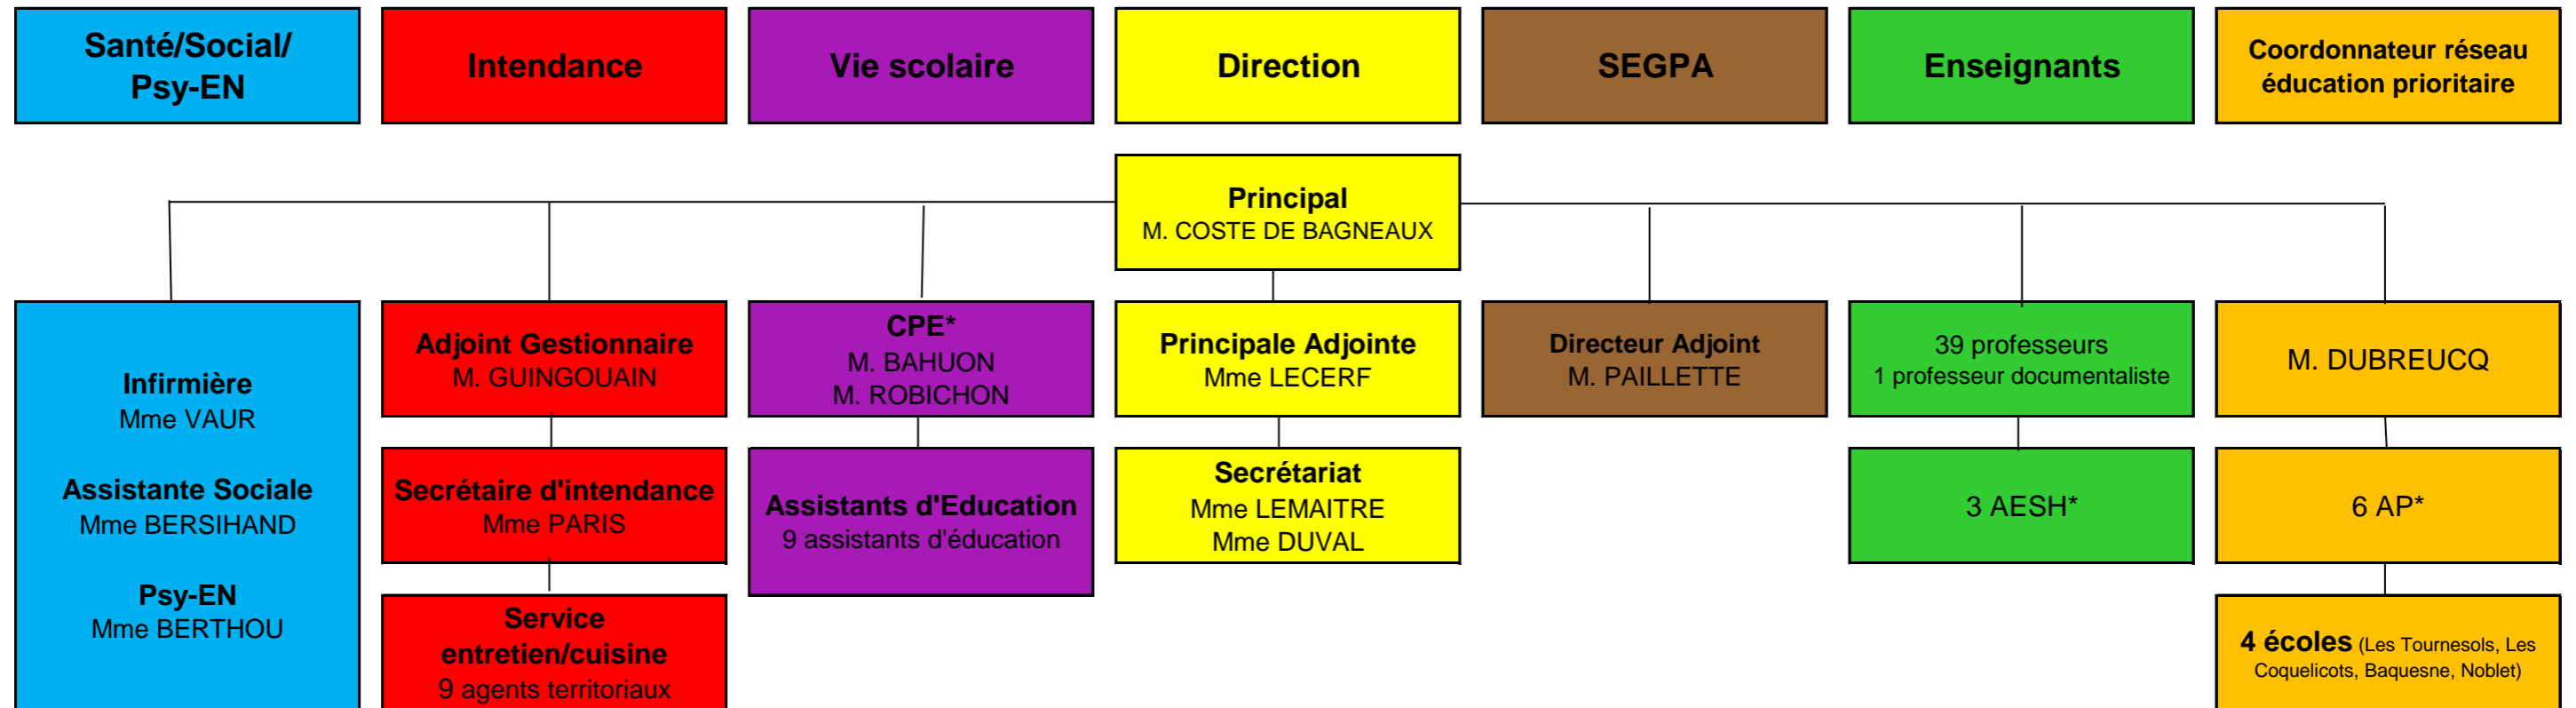 Santé/Social/
Psy-EN
Intendance
Vie scolaire
Direction
SEGPA
Enseignants
Coordonnateur réseau
éducation prioritaire
Principal
M. COSTE DE BAGNEAUX
Infirmière
Mme VAUR
Assistante Sociale
Mme BERSIHAND
Psy-EN
Mme BERTHOU
Adjoint Gestionnaire
M. GUINGOUAIN
Secrétaire d'intendance
Mme PARIS
Service
entretien/cuisine
9 agents territoriaux
CPE*
M. BAHUON
M. ROBICHON
Assistants d'Education
9 assistants d'éducation
Principale Adjointe
Mme LECERF
Secrétariat
Mme LEMAITRE
Mme DUVAL
Directeur Adjoint
M. PAILLETTE
39 professeurs
1 professeur documentaliste
3 AESH*
M. DUBREUCQ
6 AP*
4 écoles (Les Tournesols, Les
Coquelicots, Baquesne, Noblet)